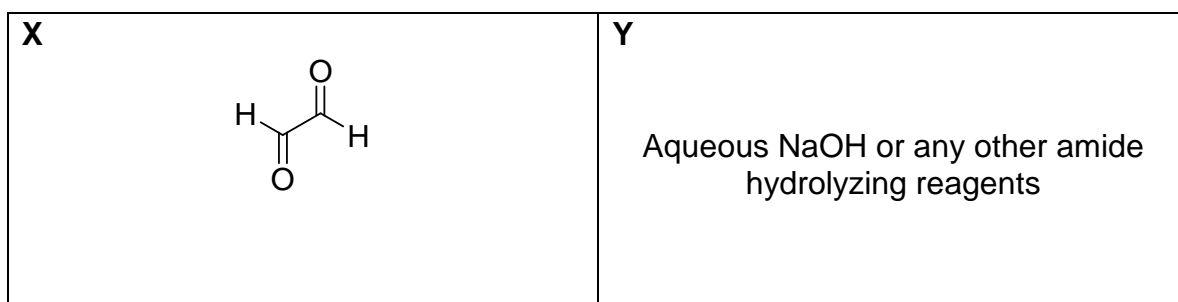 X
Y
O
H
H
O
Aqueous NaOH or any other amide
hydrolyzing reagents